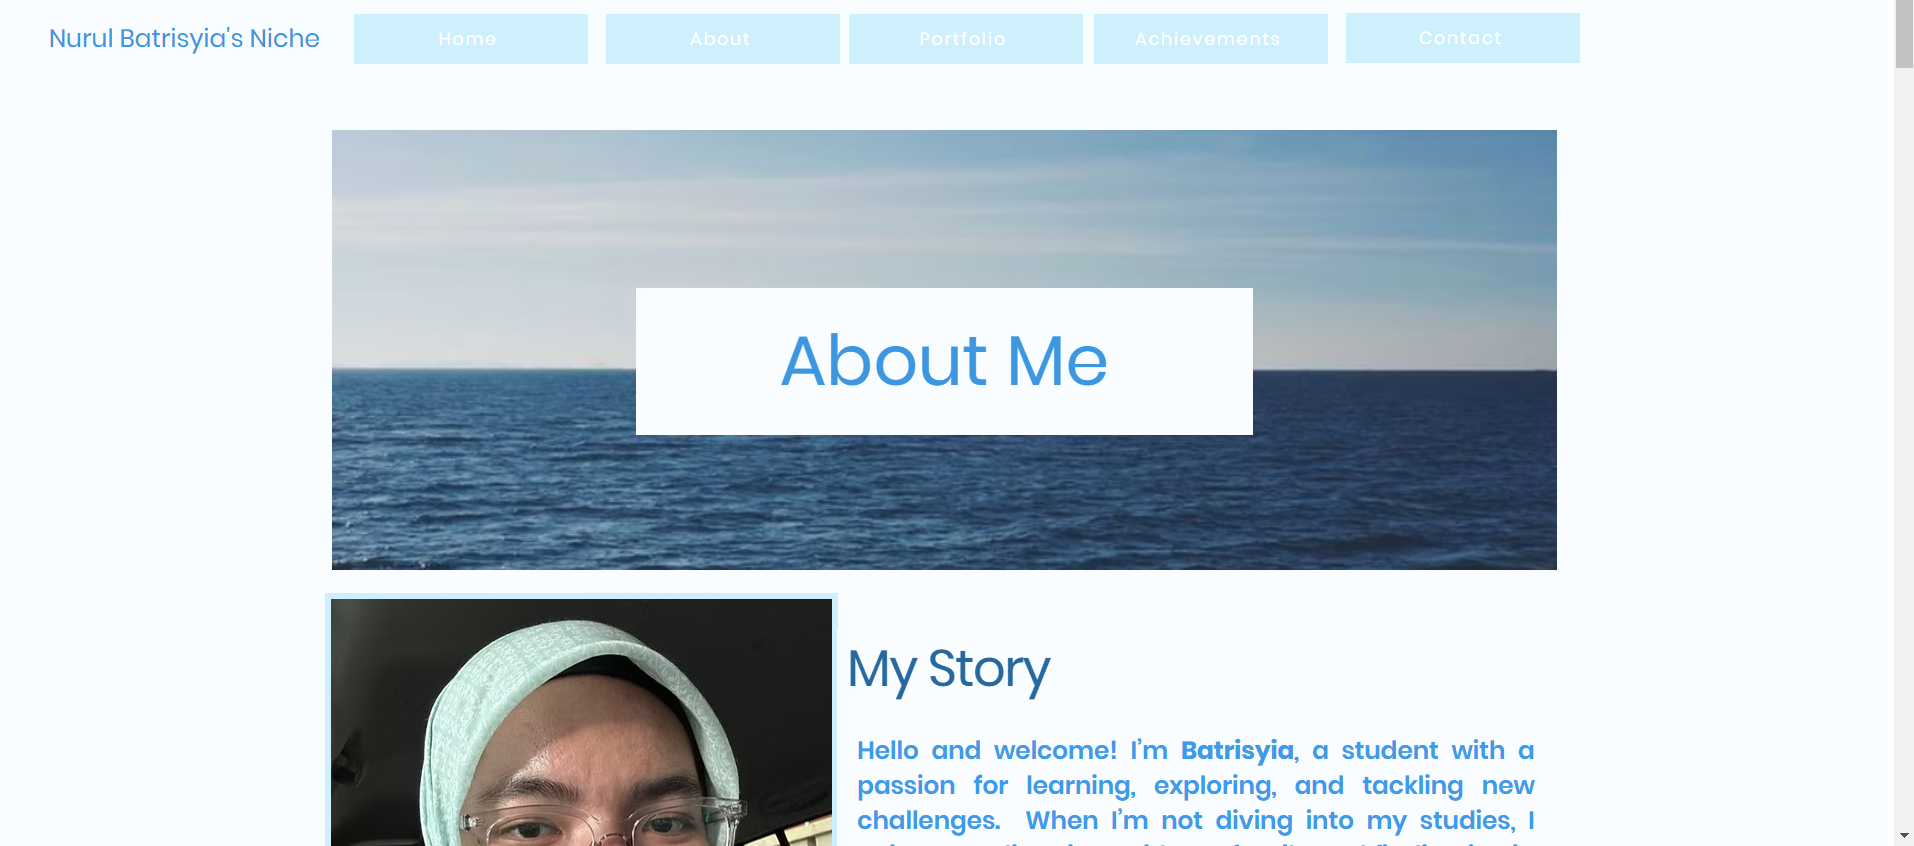 Nurul Batrisyia's Niche
Home
About
Portfolio
Achievements
Contact
About Me
My Story
Hello and welcome! I’m Batrisyia, a student with a
passion for learning, exploring, and tackling new
challenges. When I’m not diving into my studies, I